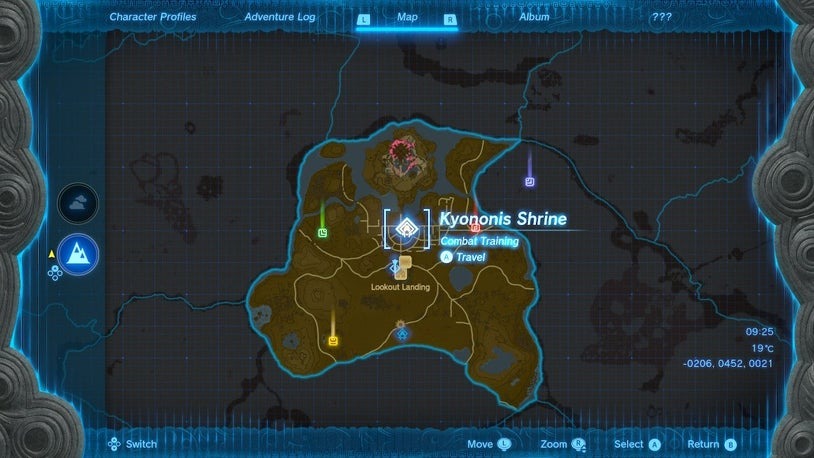 Character Profiles
Adventure Log
L
Map
R
Album
???
Kyononis Shrine
Combat Training
A Travel
Lookout Landing
09:25
19℃
-0206, 0452, 0021
Switch
Move L
Zoom R
Select A
Return B